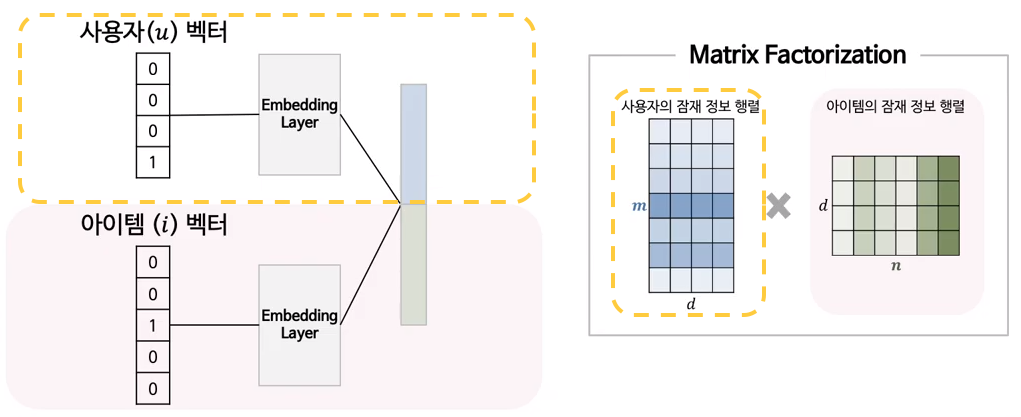 사용자(u) 벡터
0
0
0
1
Embedding
Layer
아이템 (i) 벡터
0
0
1
0
0
Embedding
Layer
Matrix Factorization
사용자의 잠재 정보 행렬
m
d
아이템의 잠재 정보 행렬
d
n